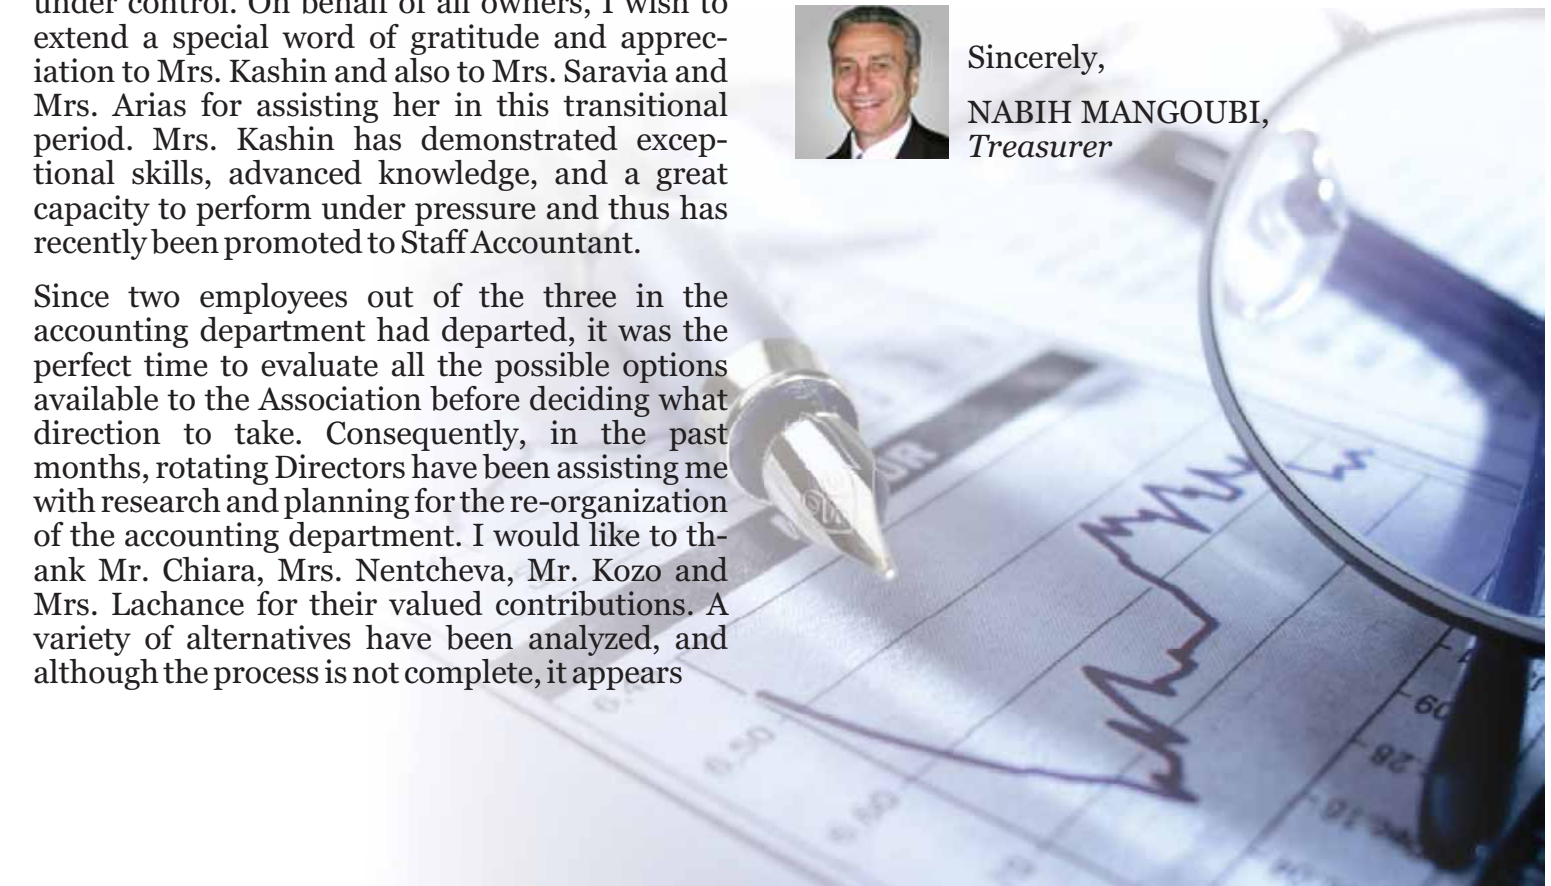 under control. On behalf of all owners, I wish to
extend a special word of gratitude and apprec-
iation to Mrs. Kashin and also to Mrs. Saravia and
Mrs. Arias for assisting her in this transitional
period. Mrs. Kashin has demonstrated excep-
tional skills, advanced knowledge, and a great
capacity to perform under pressure and thus has
recently been promoted to Staff Accountant.
Since two employees out of the three in the
accounting department had departed, it was the
perfect time to evaluate all the possible options
available to the Association before deciding what
direction to take. Consequently, in the past
months, rotating Directors have been assisting me
with research and planning for the re-organization
of the accounting department. I would like to th-
ank Mr. Chiara, Mrs. Nentcheva, Mr. Kozo and
Mrs. Lachance for their valued contributions. A
variety of alternatives have been analyzed, and
although the process is not complete, it appears
Sincerely,
NABIH MANGOUBI,
Treasurer
0.50
0.60